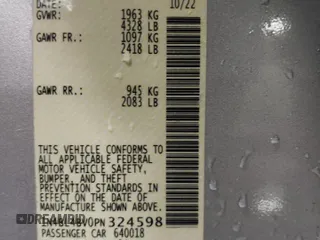 DATE: 10/22
GVWR: 1963 KG
4328 LB
GAWR FR.: 1097 KG
2418 LB
GAWR RR.: 945 KG
2083 LB
THIS VEHICLE CONFORMS TO
ALL APPLICABLE FEDERAL
MOTOR VEHICLE SAFETY,
BUMPER, AND THEFT
PREVENTION STANDARDS IN
EFFECT ON THE DATE OF
MANUFACTURE SHOWN ABOVE.
324598
PASSENGER CAR 640018